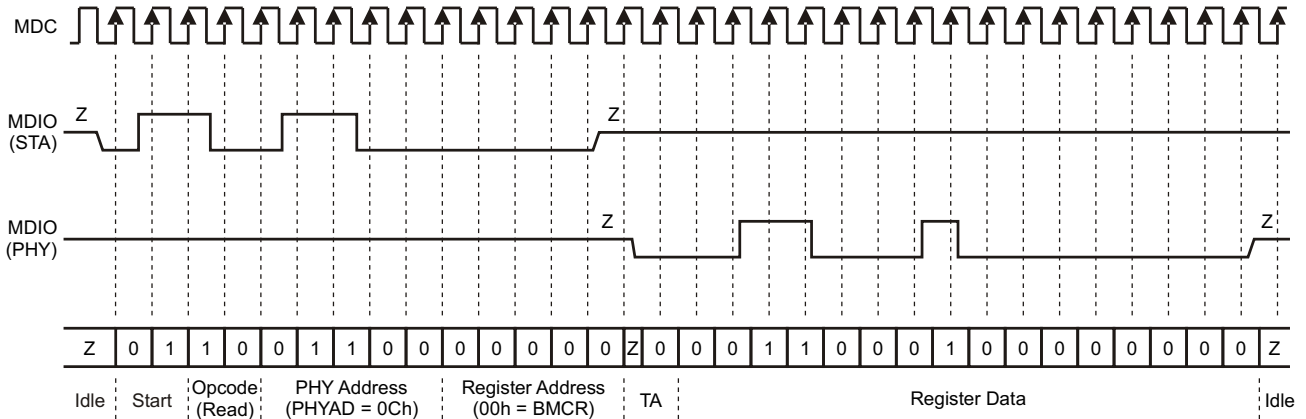 MDC
Z Z
MDIO
(STA)
Z Z
MDIO
(PHY)
Z 0 1 1 0 0 1 1 0 0 0 0 0 0 0 Z 0 0 0 1 1 0 0 0 1 0 0 0 0 0 0 0 0 Z
Idle Start Opcode (Read) PHY Address (PHYAD = 0Ch) Register Address (00h = BMCR) TA Register Data Idle